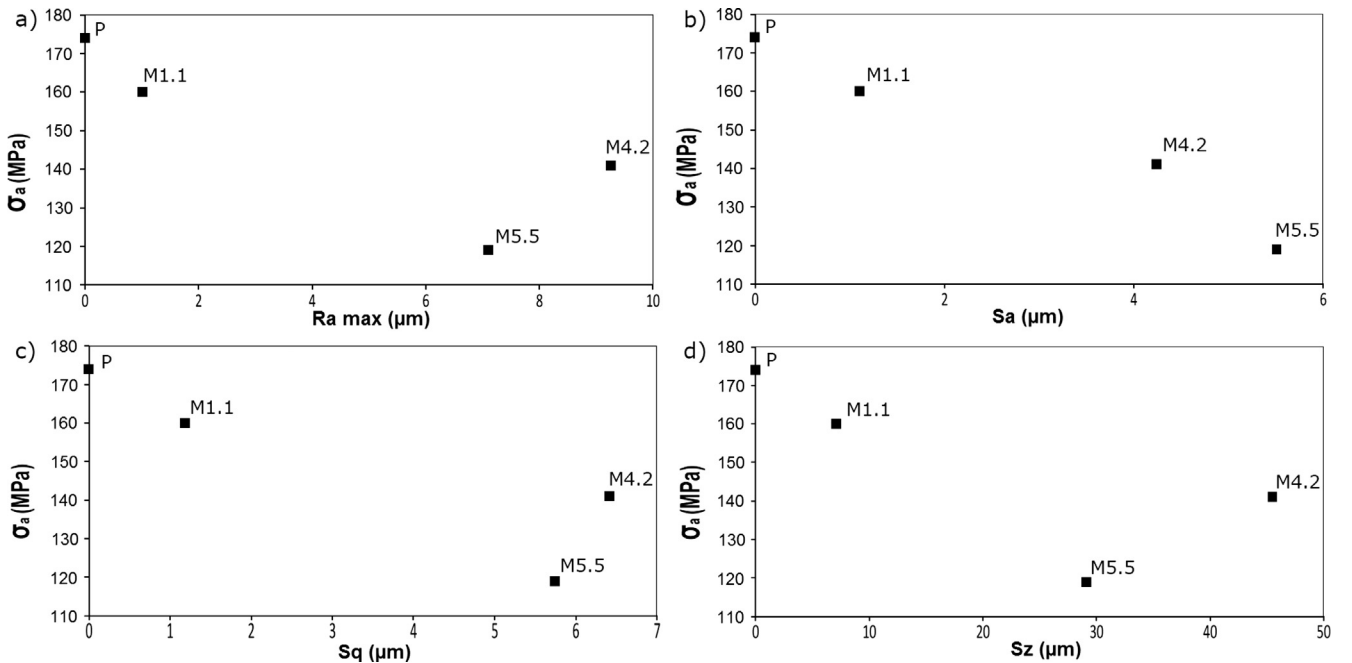 a)
180
170
160
150
140
130
120
110
σa (MPa)
P
M1.1
M4.2
M5.5
0 2 4 6 8 10
Ra max (µm)
b)
180
170
160
150
140
130
120
110
σa (MPa)
P
M1.1
M4.2
M5.5
0 2 4 6
Sa (µm)
c)
180
170
160
150
140
130
120
110
σa (MPa)
P
M1.1
M4.2
M5.5
0 1 2 3 4 5 6 7
Sq (µm)
d)
180
170
160
150
140
130
120
110
σa (MPa)
P
M1.1
M4.2
M5.5
0 10 20 30 40 50
Sz (µm)